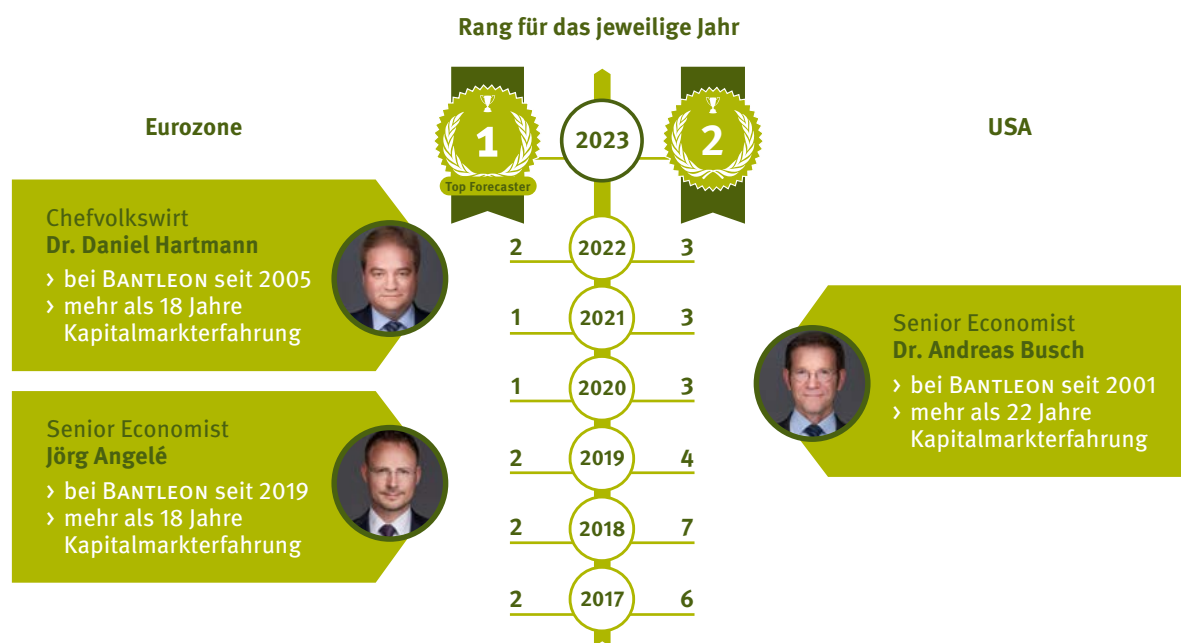 Rang für das jeweilige Jahr
Eurozone
1
Top Forecaster
2023
2
USA
Chefvolkswirt
Dr. Daniel Hartmann
› bei BANTLEON seit 2005
› mehr als 18 Jahre
Kapitalmarkterfahrung
Senior Economist
Jörg Angelé
› bei BANTLEON seit 2019
› mehr als 18 Jahre
Kapitalmarkterfahrung
2 2022 3
1 2021 3
1 2020 3
2 2019 4
2 2018 7
2 2017 6
Senior Economist
Dr. Andreas Busch
› bei BANTLEON seit 2001
› mehr als 22 Jahre
Kapitalmarkterfahrung